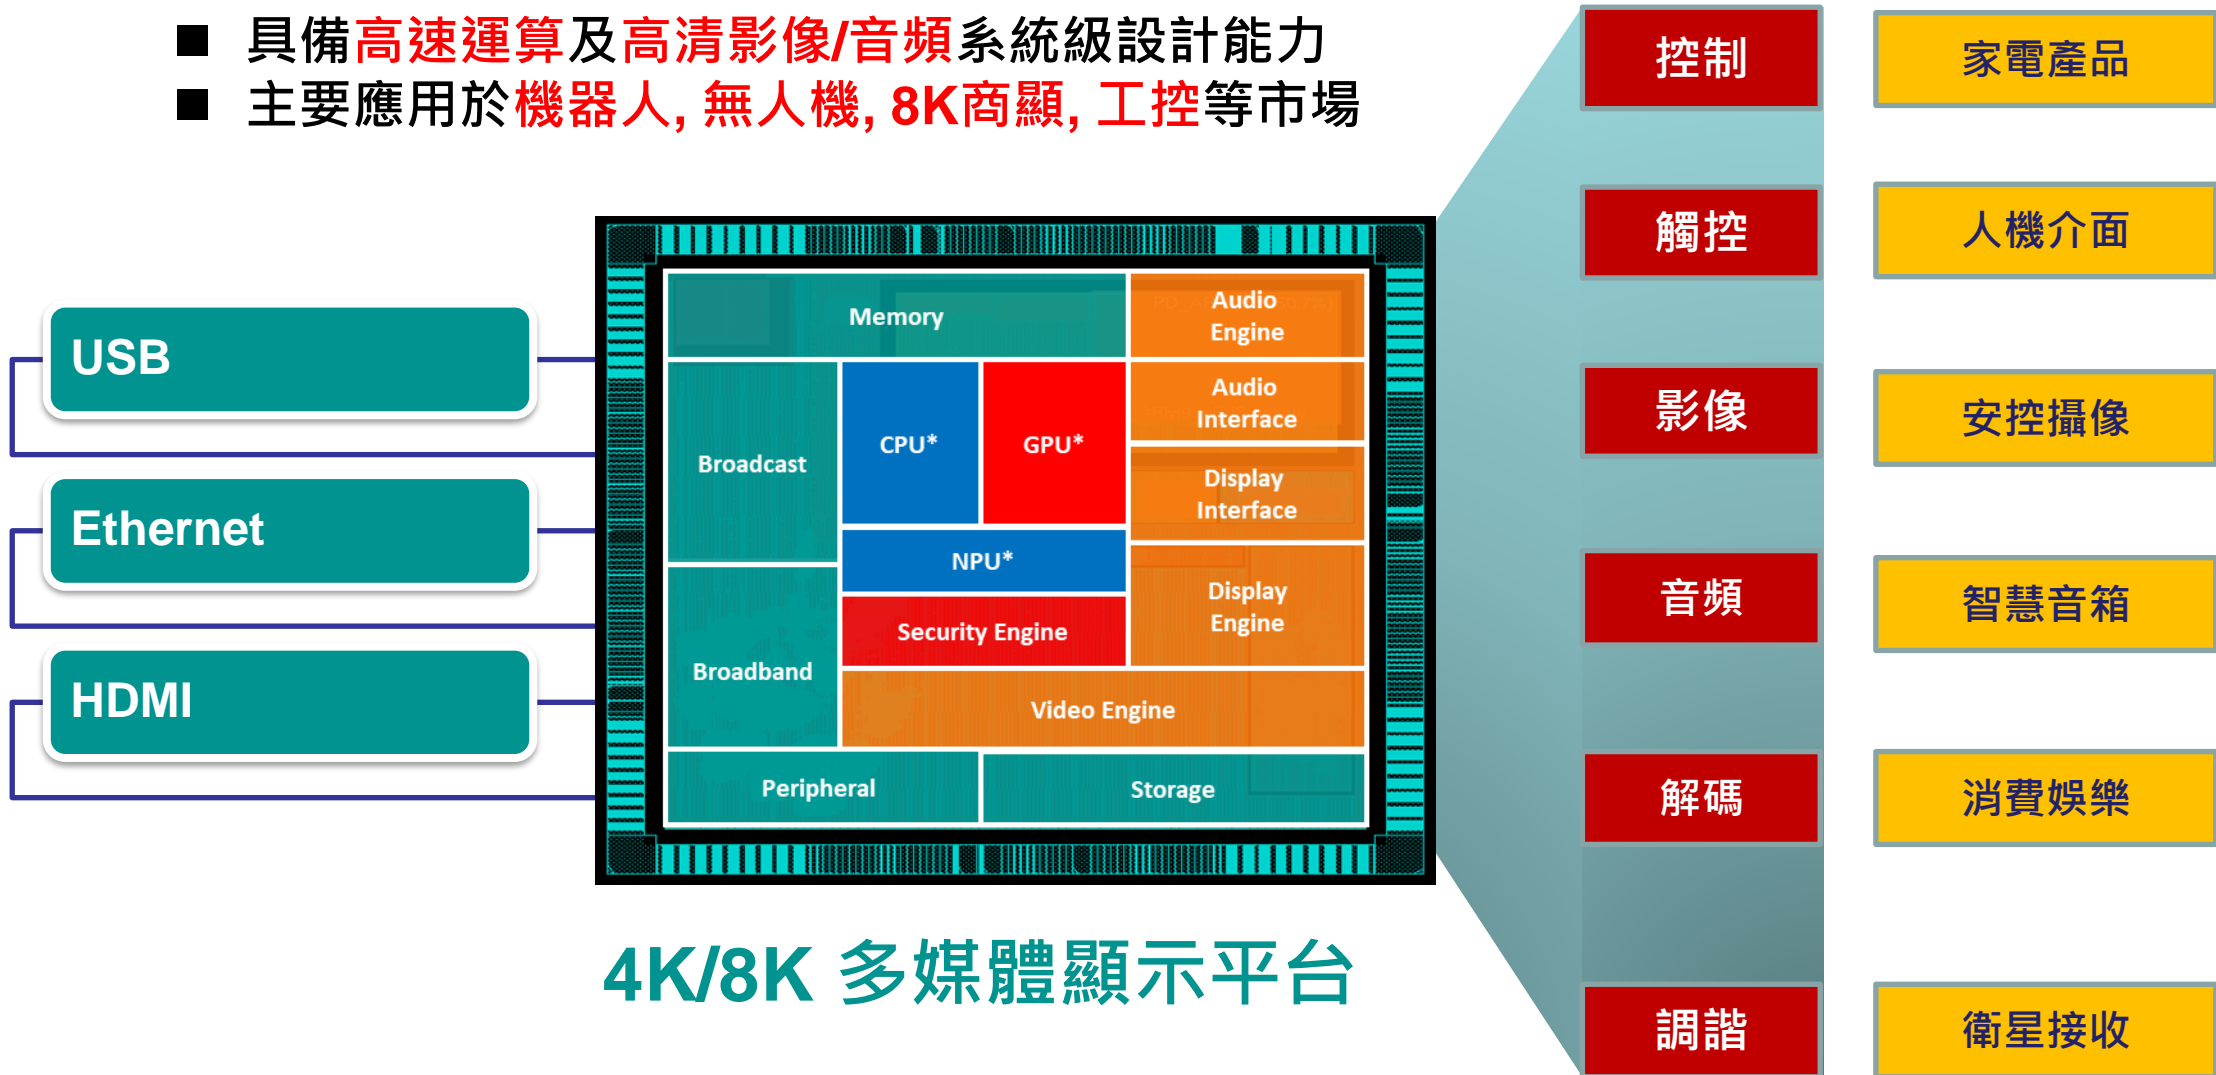 具備高速運算及高清影像/音頻系統級設計能力
主要應用於機器人, 無人機, 8K商顯, 工控等市場
USB
Ethernet
HDMI
Memory
Audio
Engine
Audio
Interface
CPU*
GPU*
Broadcast
Display
Interface
NPU*
Display
Engine
Security Engine
Broadband
Video Engine
Peripheral
Storage
4K/8K 多媒體顯示平台
控制
家電產品
觸控
人機介面
影像
安控攝像
音頻
智慧音箱
解碼
消費娛樂
調諧
衛星接收